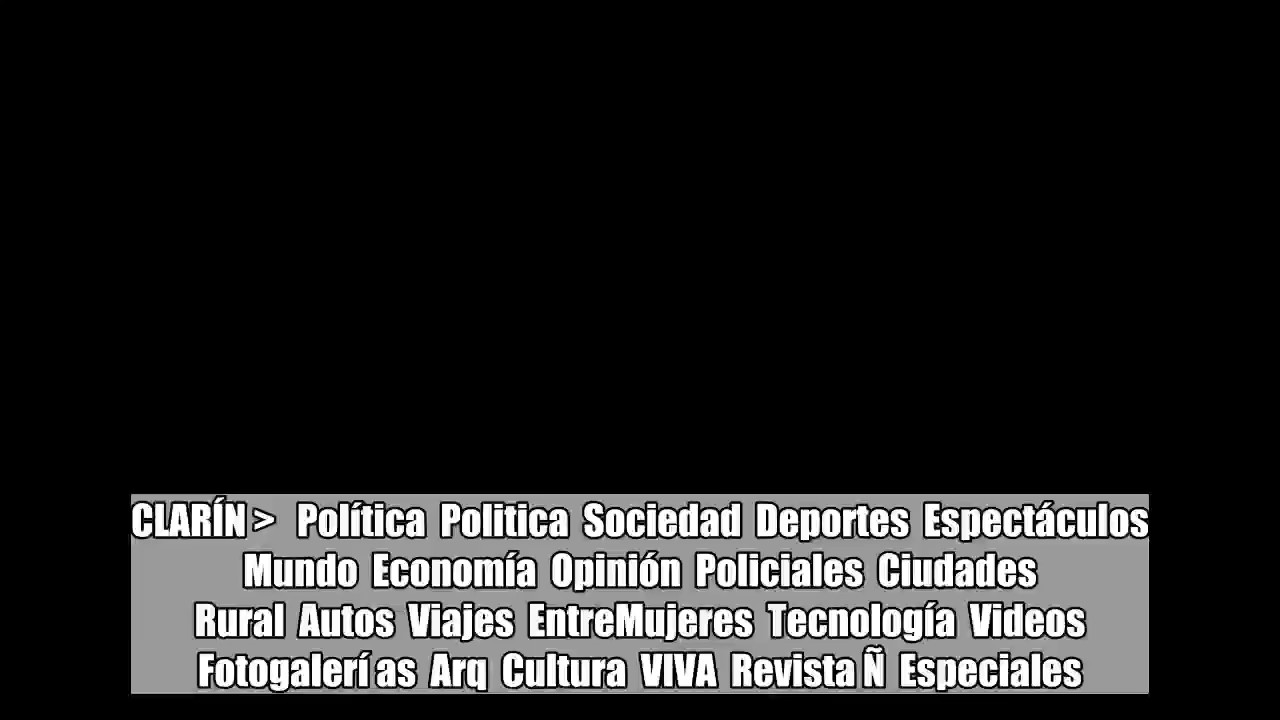 CLARÍN > Política Politica Sociedad Deportes Espectáculos
Mundo Economía Opinión Policiales Ciudades
Rural Autos Viajes EntreMujeres Tecnología Videos
Fotogalerí as Arq Cultura VIVA Revista Ñ Especiales